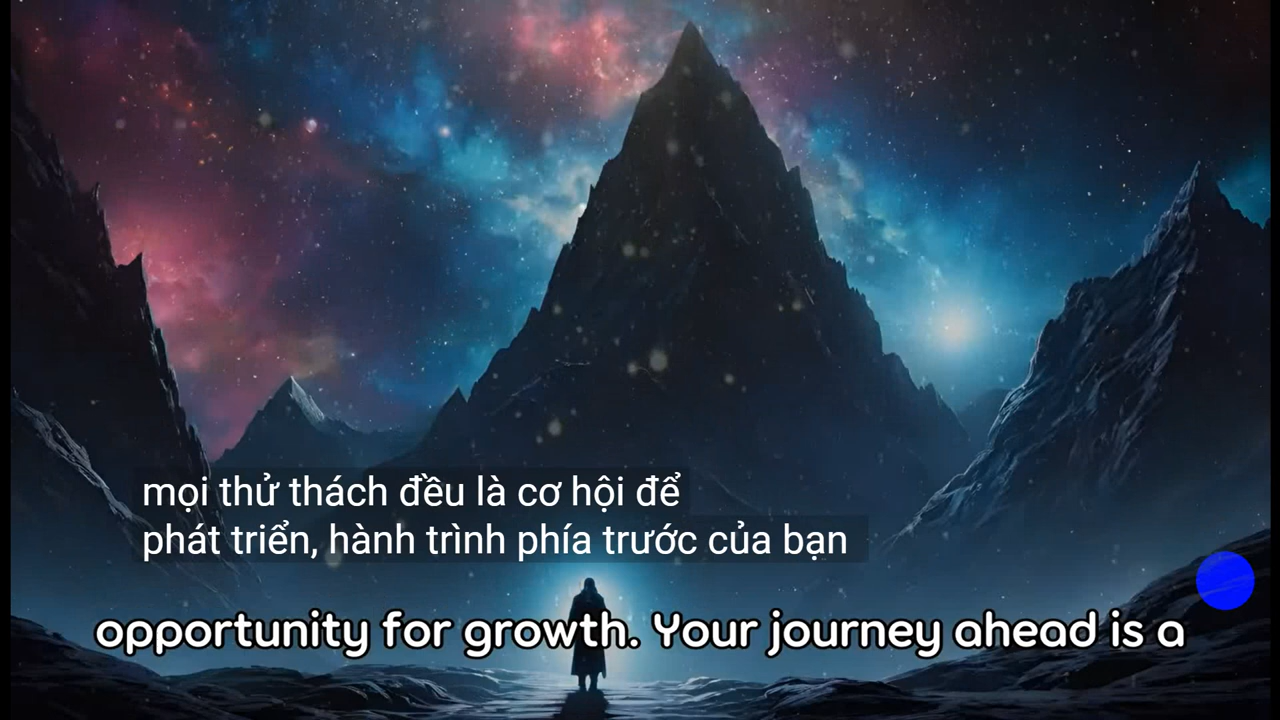 mọi thử thách đều là cơ hội để
phát triển, hành trình phía trước của bạn
opportunity for growth. Your journey ahead is a